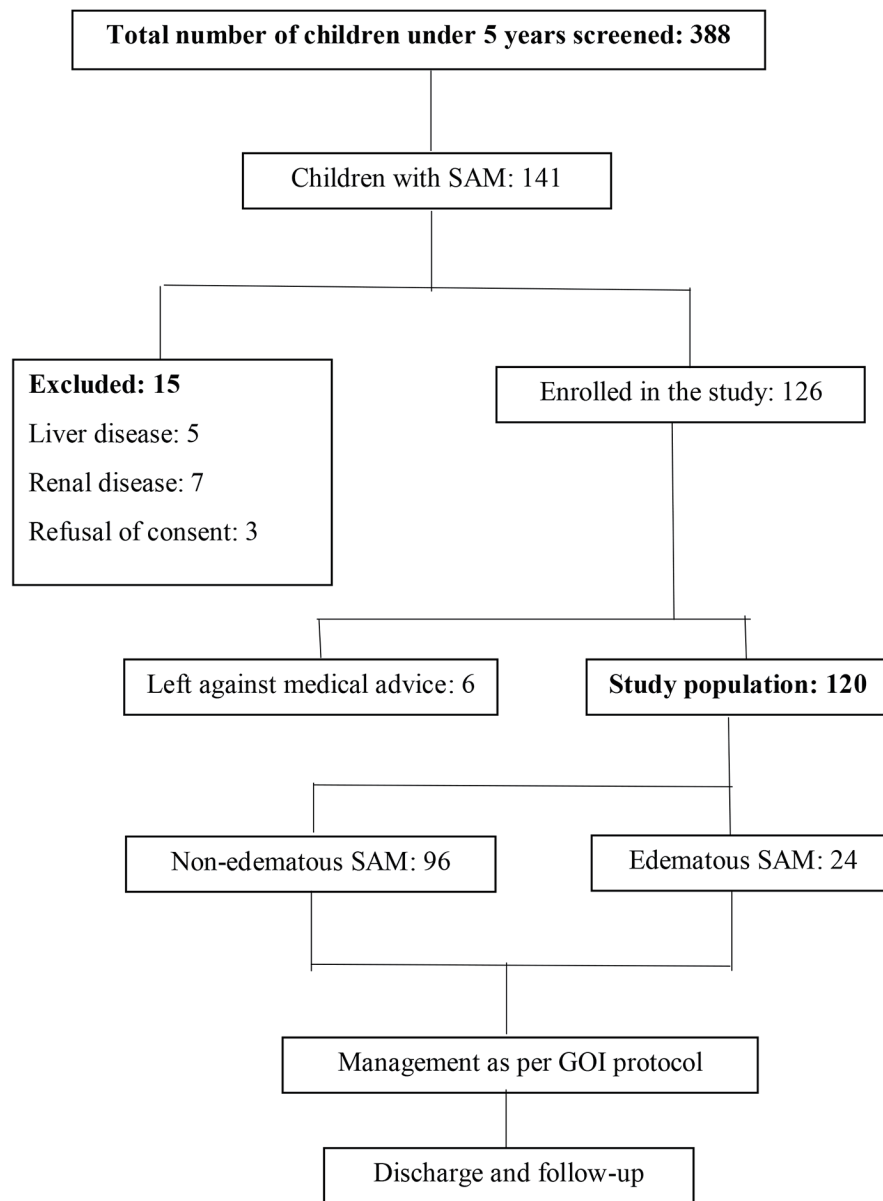 Total number of children under 5 years screened: 388
Children with SAM: 141
Excluded: 15
Liver disease: 5
Renal disease: 7
Refusal of consent: 3
Enrolled in the study: 126
Left against medical advice: 6
Study population: 120
Non-edematous SAM: 96
Edematous SAM: 24
Management as per GOI protocol
Discharge and follow-up